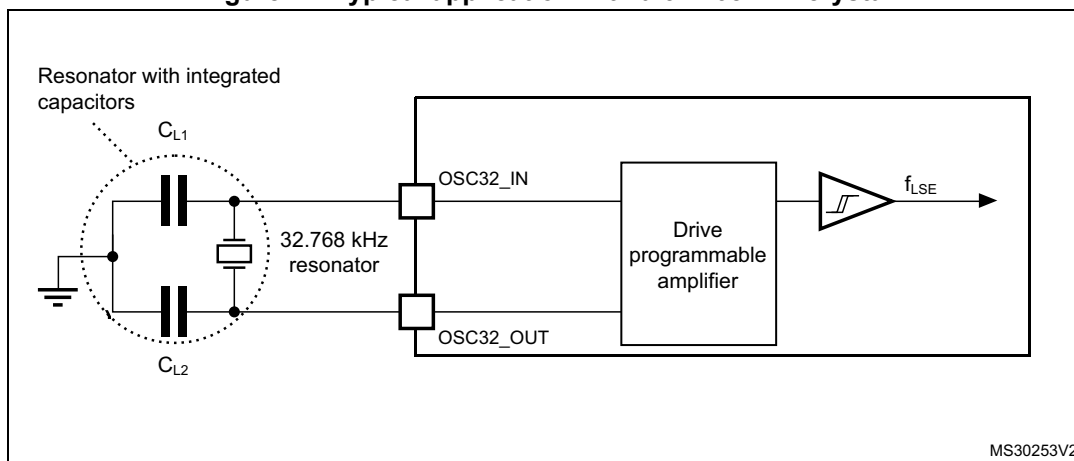 Resonator with integrated
capacitors
CL1
OSC32_IN
fLSE
32.768 kHz
resonator
Drive
programmable
amplifier
OSC32_OUT
CL2
MS30253V2